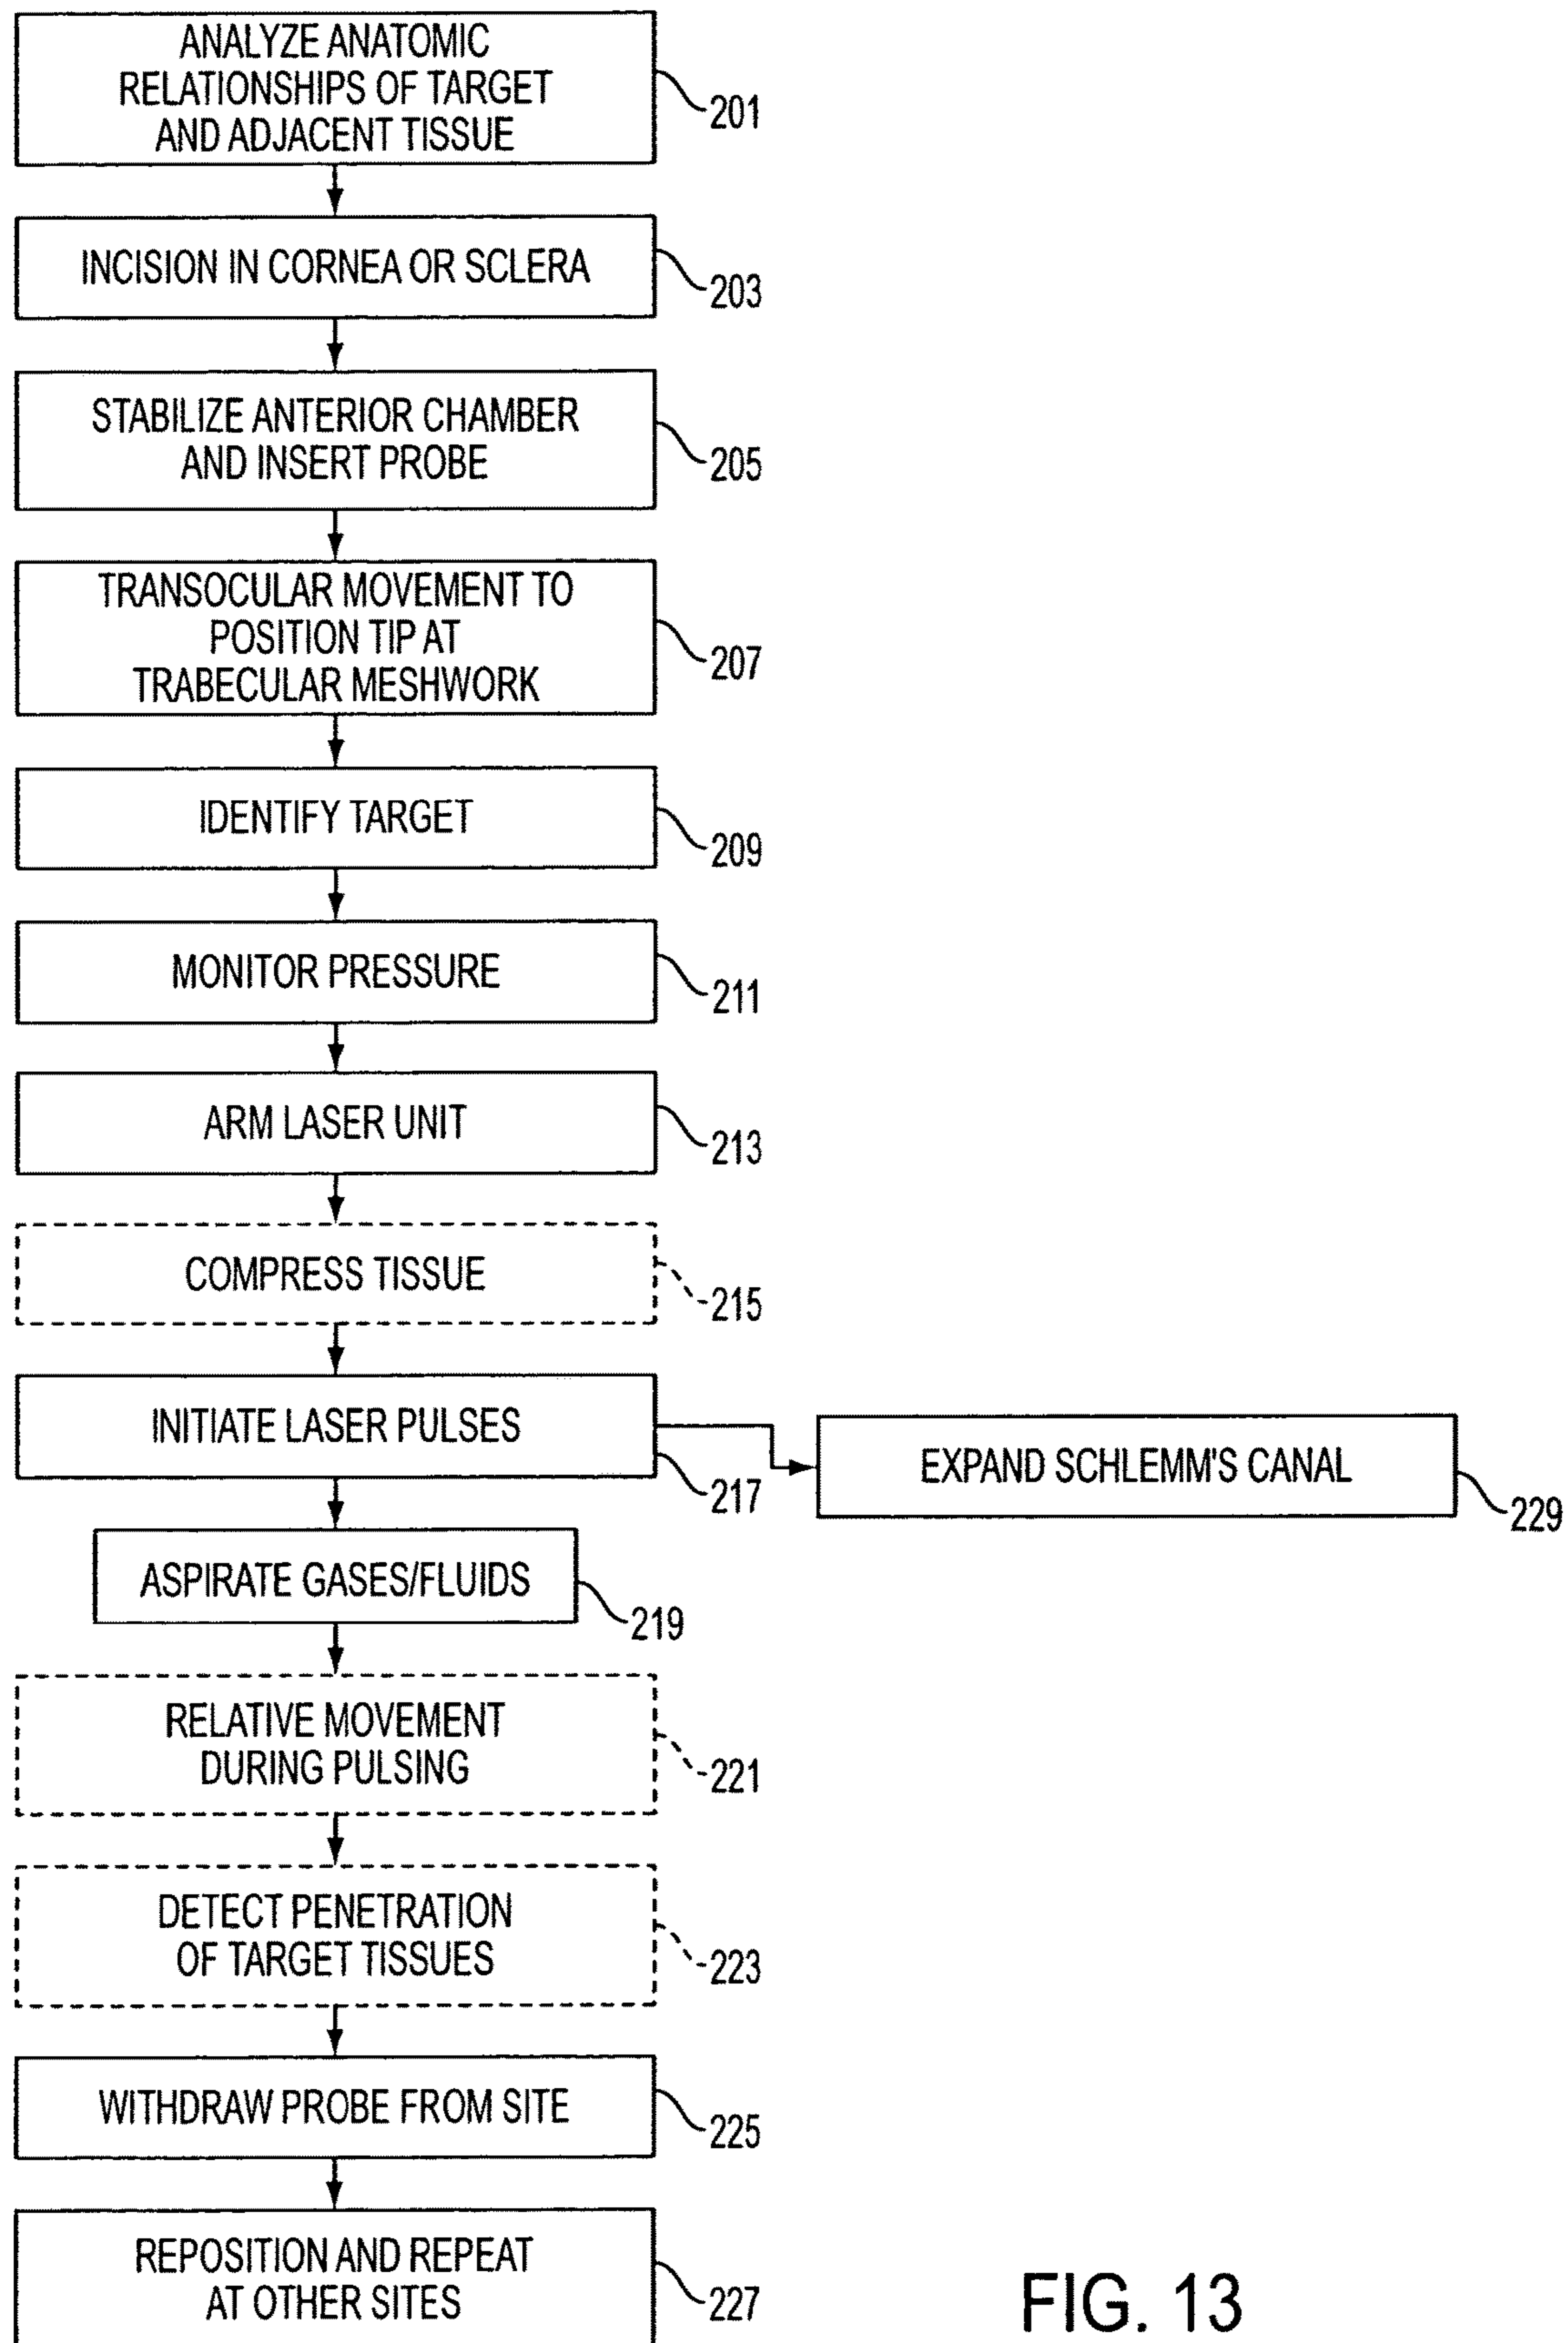 ANALYZE ANATOMIC
RELATIONSHIPS OF TARGET
AND ADJACENT TISSUE
201
INCISION IN CORNEA OR SCLERA
203
STABILIZE ANTERIOR CHAMBER
AND INSERT PROBE
205
TRANSOCULAR MOVEMENT TO
POSITION TIP AT
TRABECULAR MESHWORK
207
IDENTIFY TARGET
209
MONITOR PRESSURE
211
ARM LASER UNIT
213
COMPRESS TISSUE
215
INITIATE LASER PULSES
217
EXPAND SCHLEMM'S CANAL
229
ASPIRATE GASES/FLUIDS
219
RELATIVE MOVEMENT
DURING PULSING
221
DETECT PENETRATION
OF TARGET TISSUES
223
WITHDRAW PROBE FROM SITE
225
REPOSITION AND REPEAT
AT OTHER SITES
227
FIG. 13